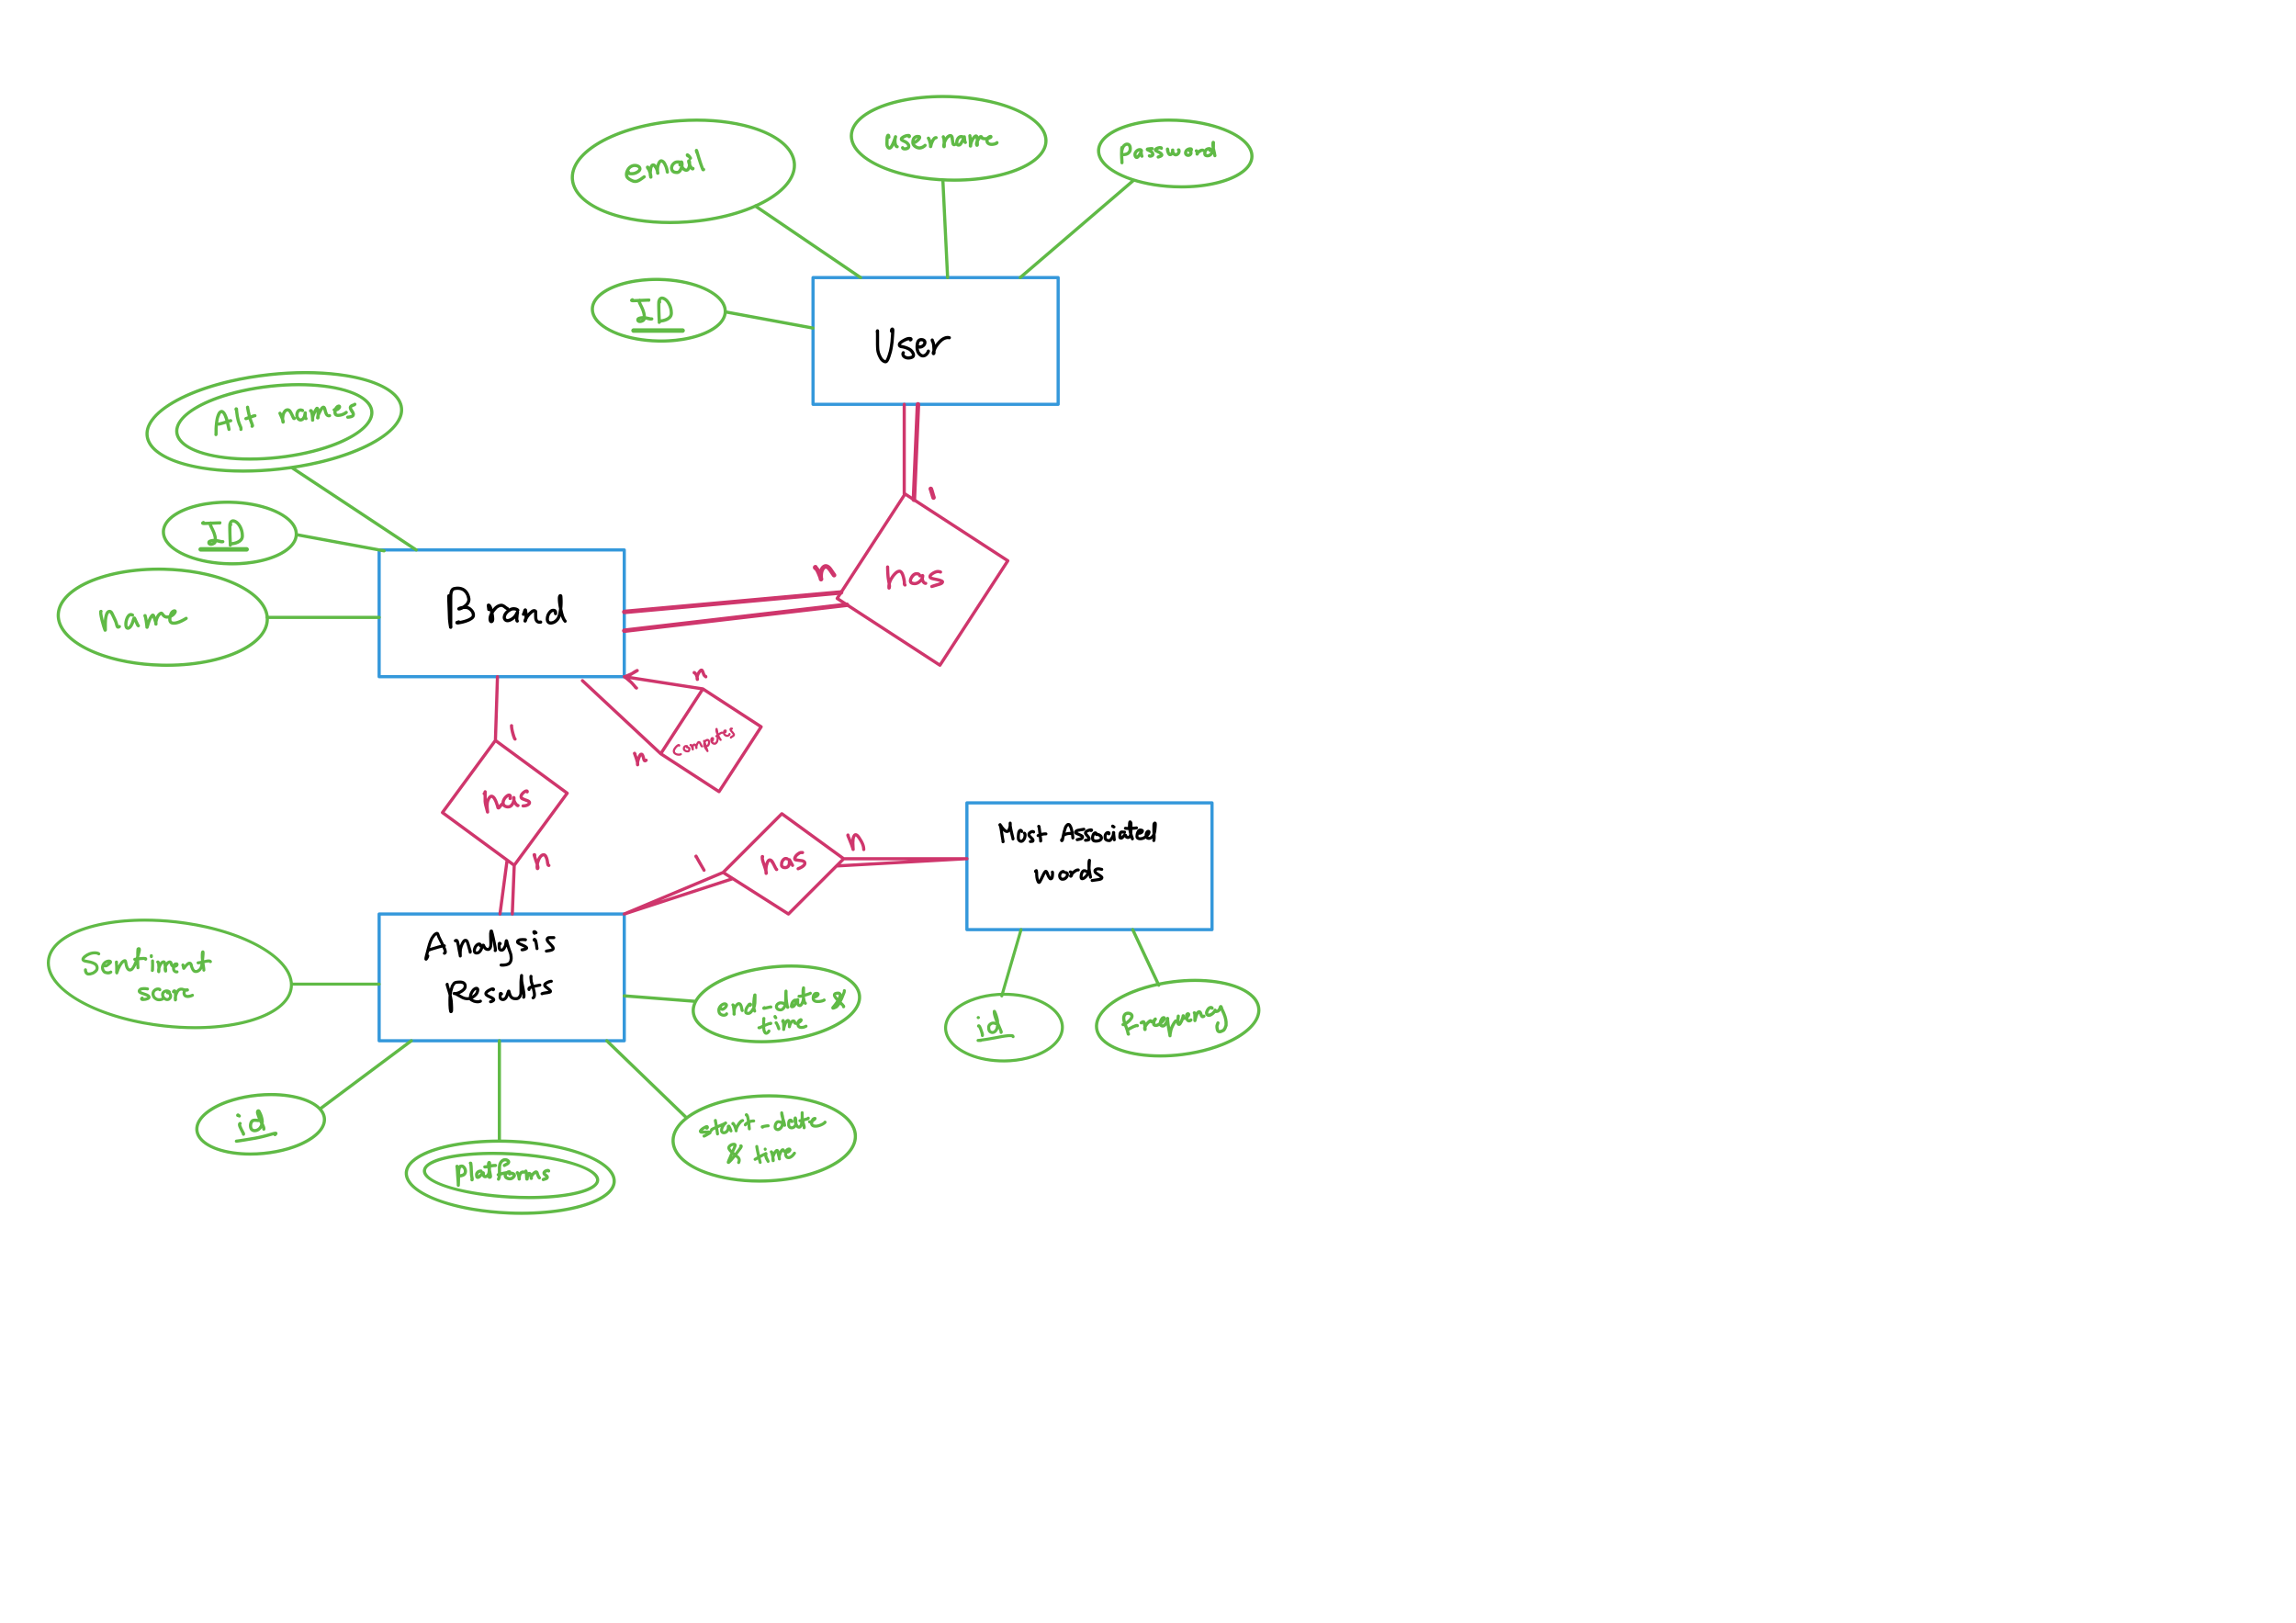 email
username
password
ID
User
Alt names
ID
name
Brand
n
1
has
n
n
competes
1
has
n
1
has
n
Most Associated
words
Analysis
Results
Sentiment
score
end-date &
time
id
frequency
id
platforms
start-date
& time